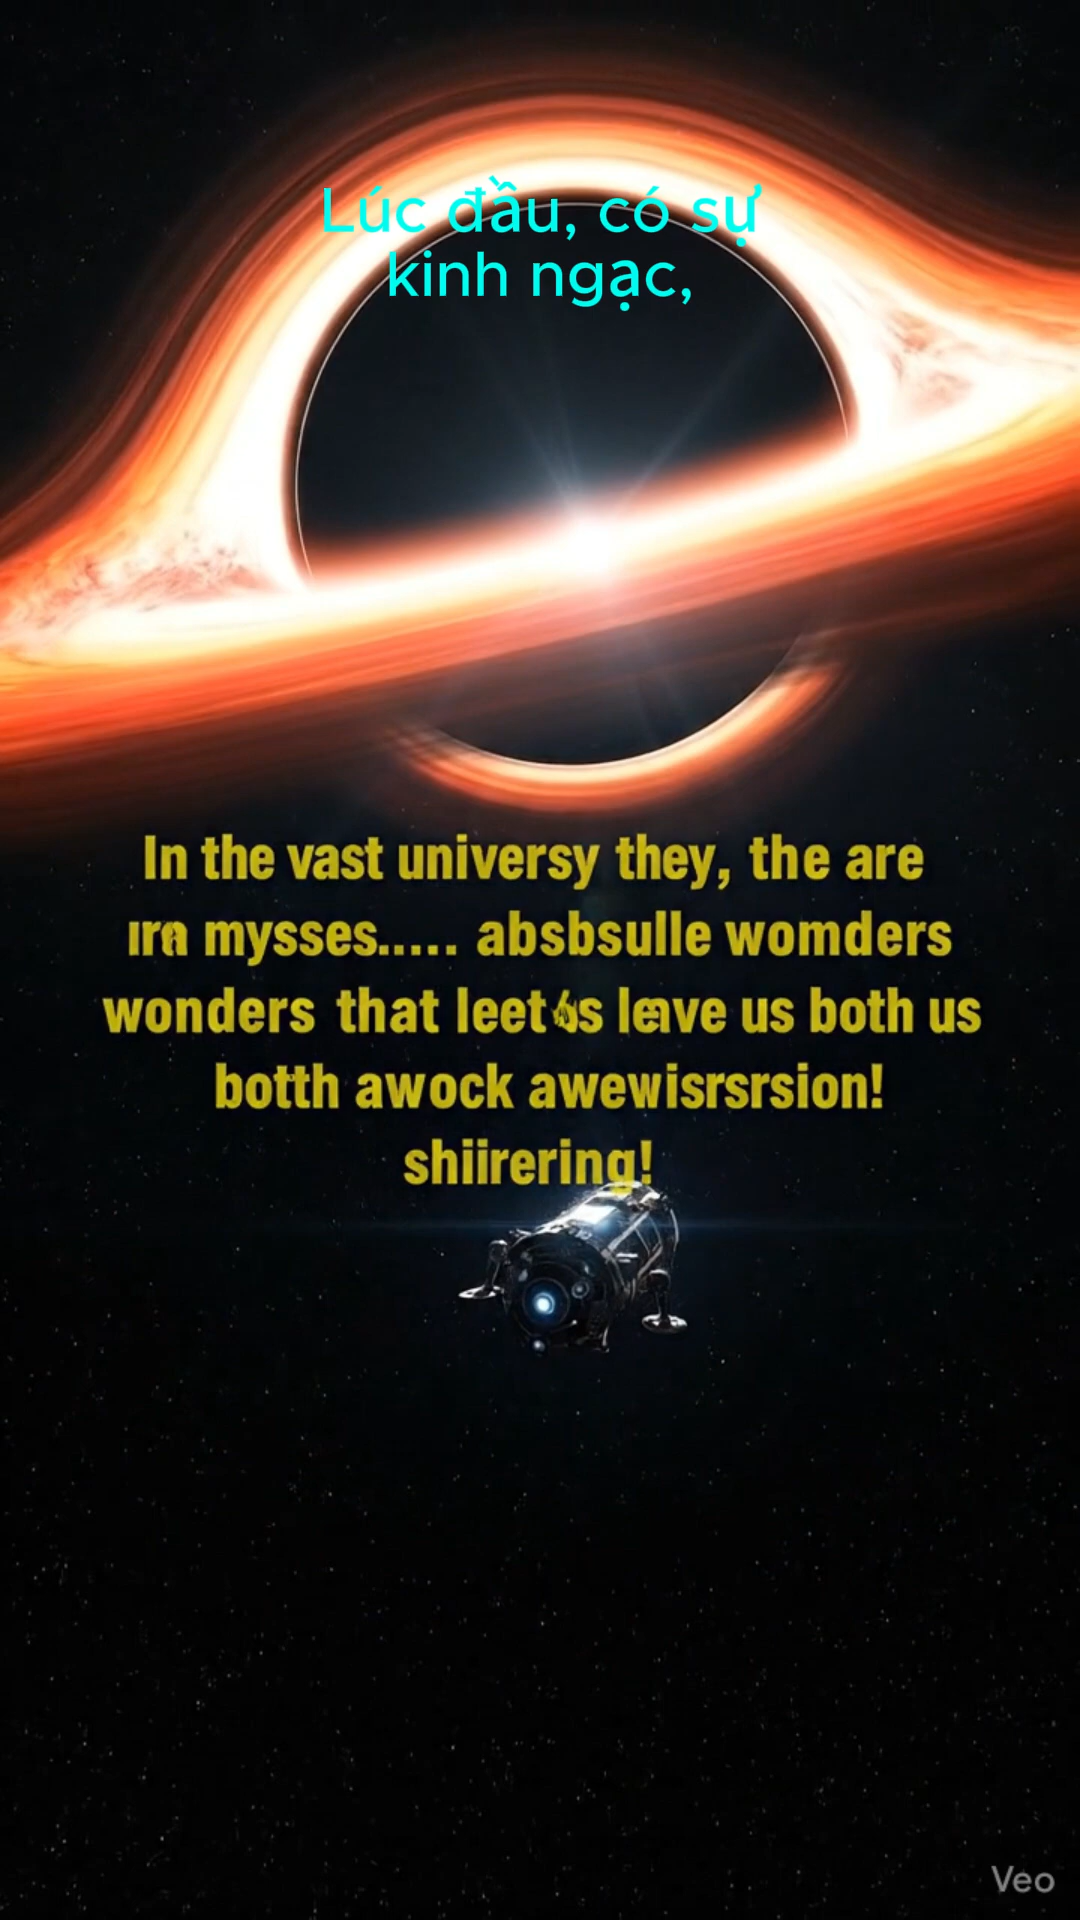 Lúc đầu, có sự
kinh ngạc,
In the vast universy they, the are
mysses..... absbsulle womders
wonders that leet leave us both us
botth awock awewisrsrsion!
shiirering!
Veo